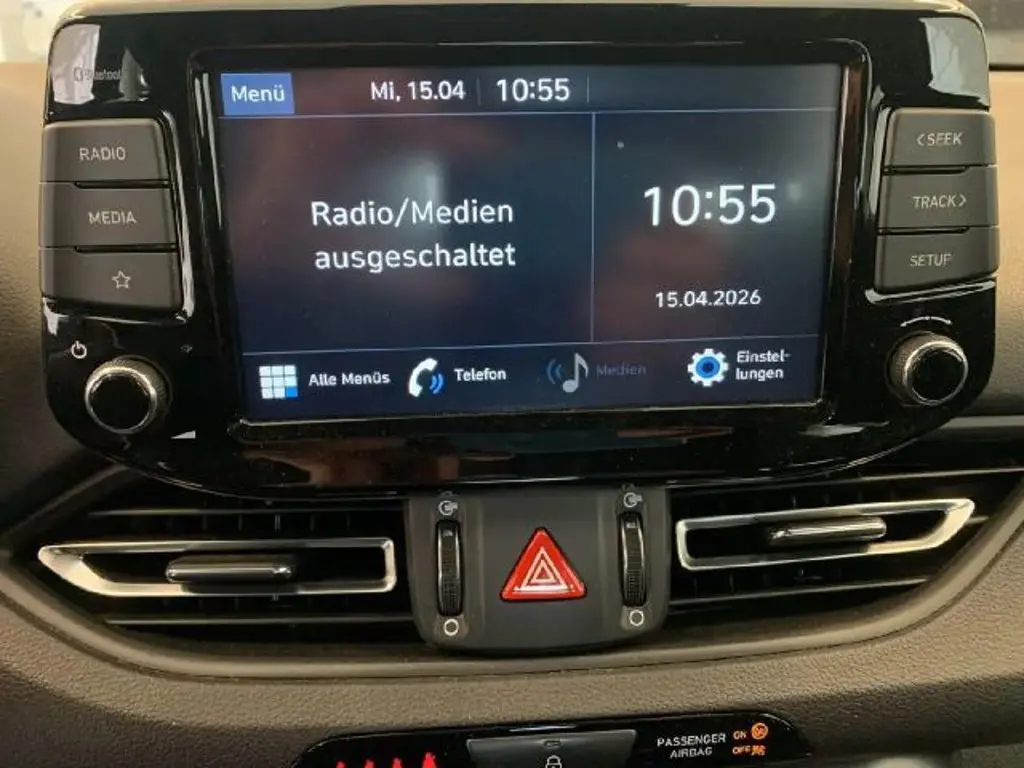 Bluetooth
Menü Mi, 15.04 10:55
RADIO
MEDIA
< SEEK
TRACK >
SETUP
Radio/Medien
ausgeschaltet
10:55
15.04.2026
Alle Menüs
Telefon
Medien
Einstel-
lungen
PASSENGER
AIRBAG
ON
OFF